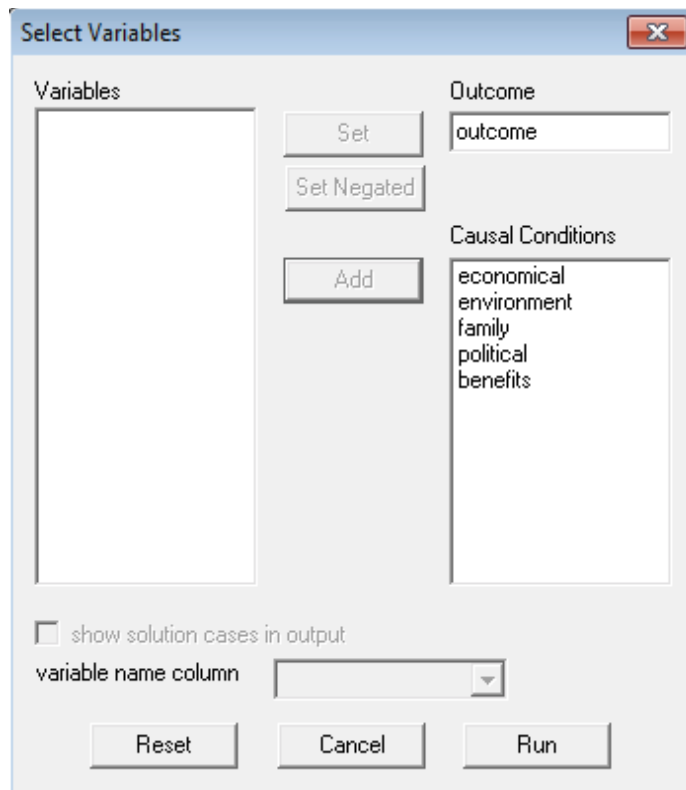 Select Variables
Variables
Outcome
Set
outcome
Set Negated
Causal Conditions
Add
economical
environment
family
political
benefits
show solution cases in output
variable name column
Reset
Cancel
Run